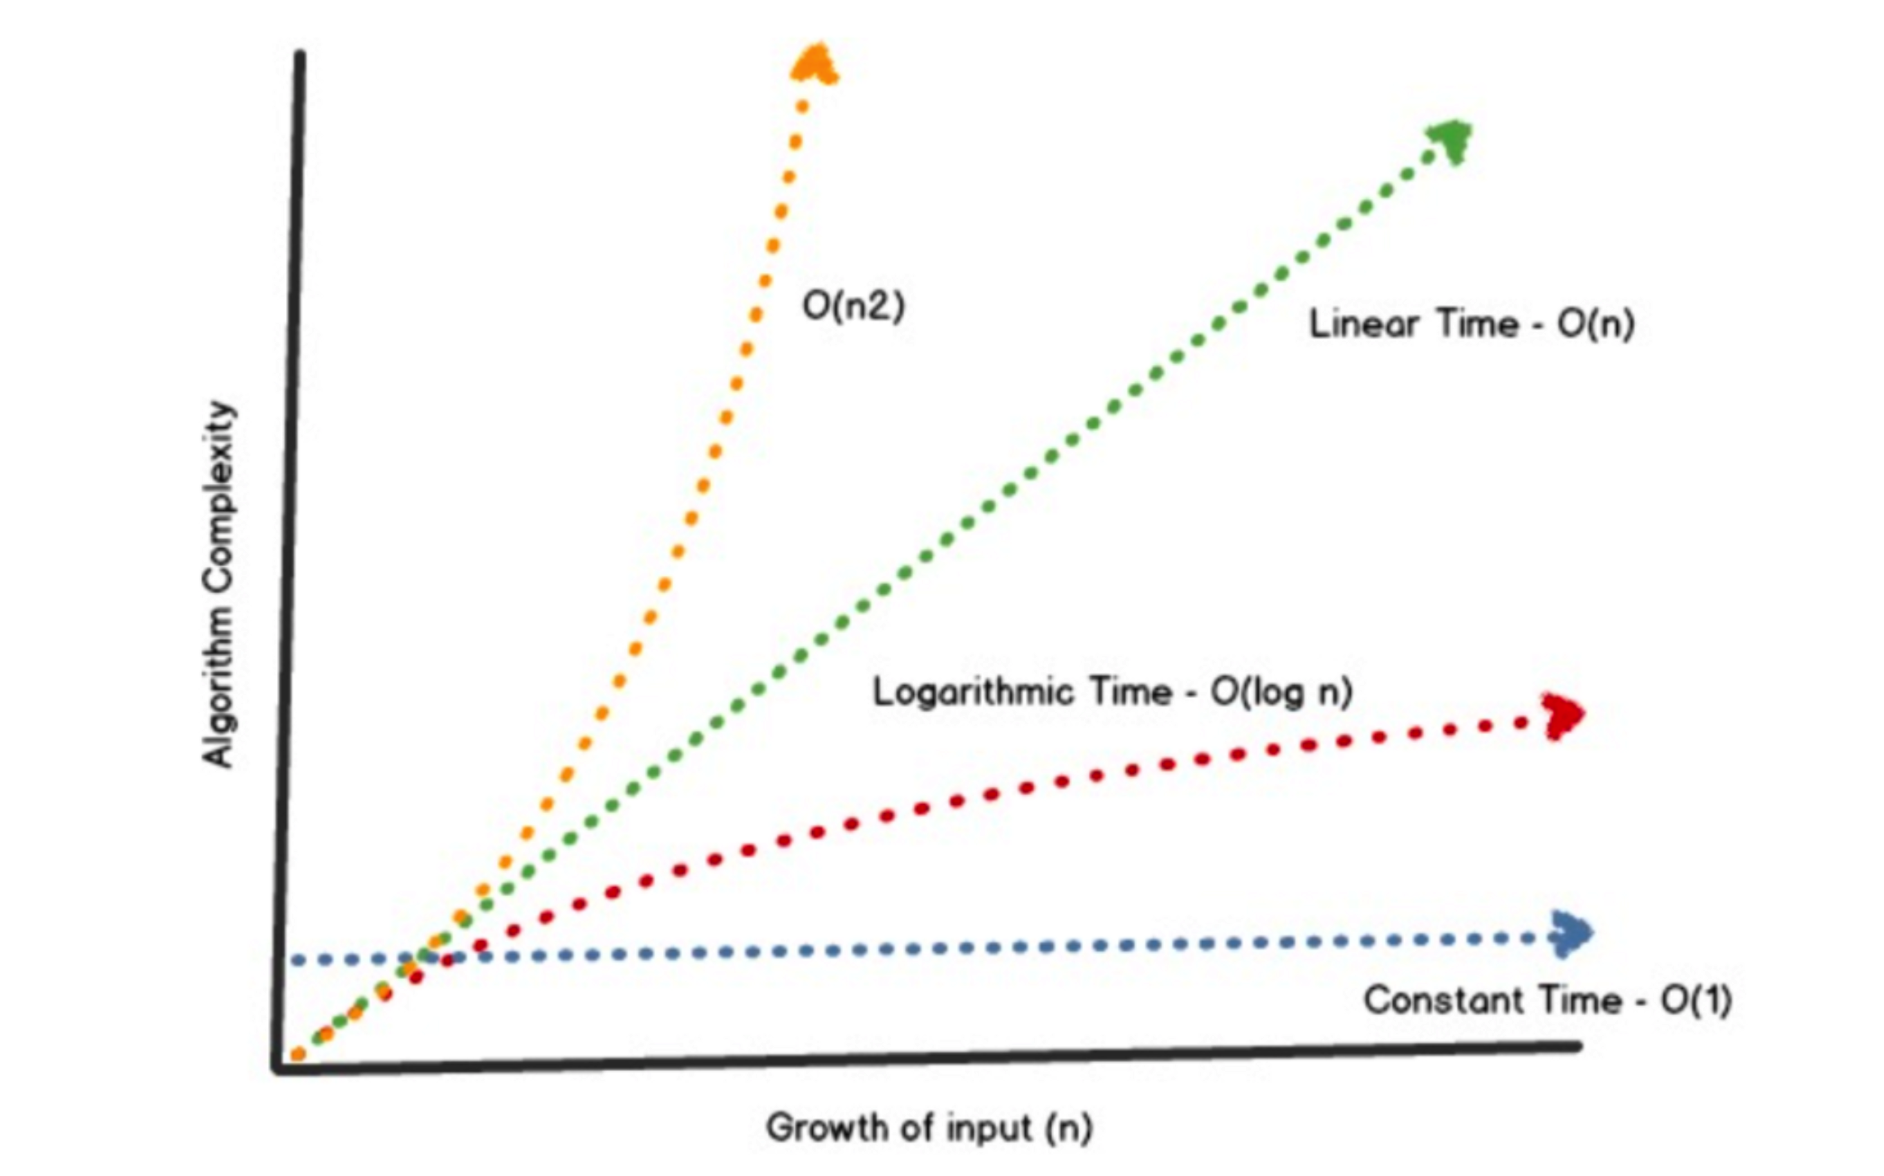 O(n2)
Linear Time - O(n)
Algorithm Complexity
Logarithmic Time - O(log n)
Constant Time - O(1)
Growth of input (n)